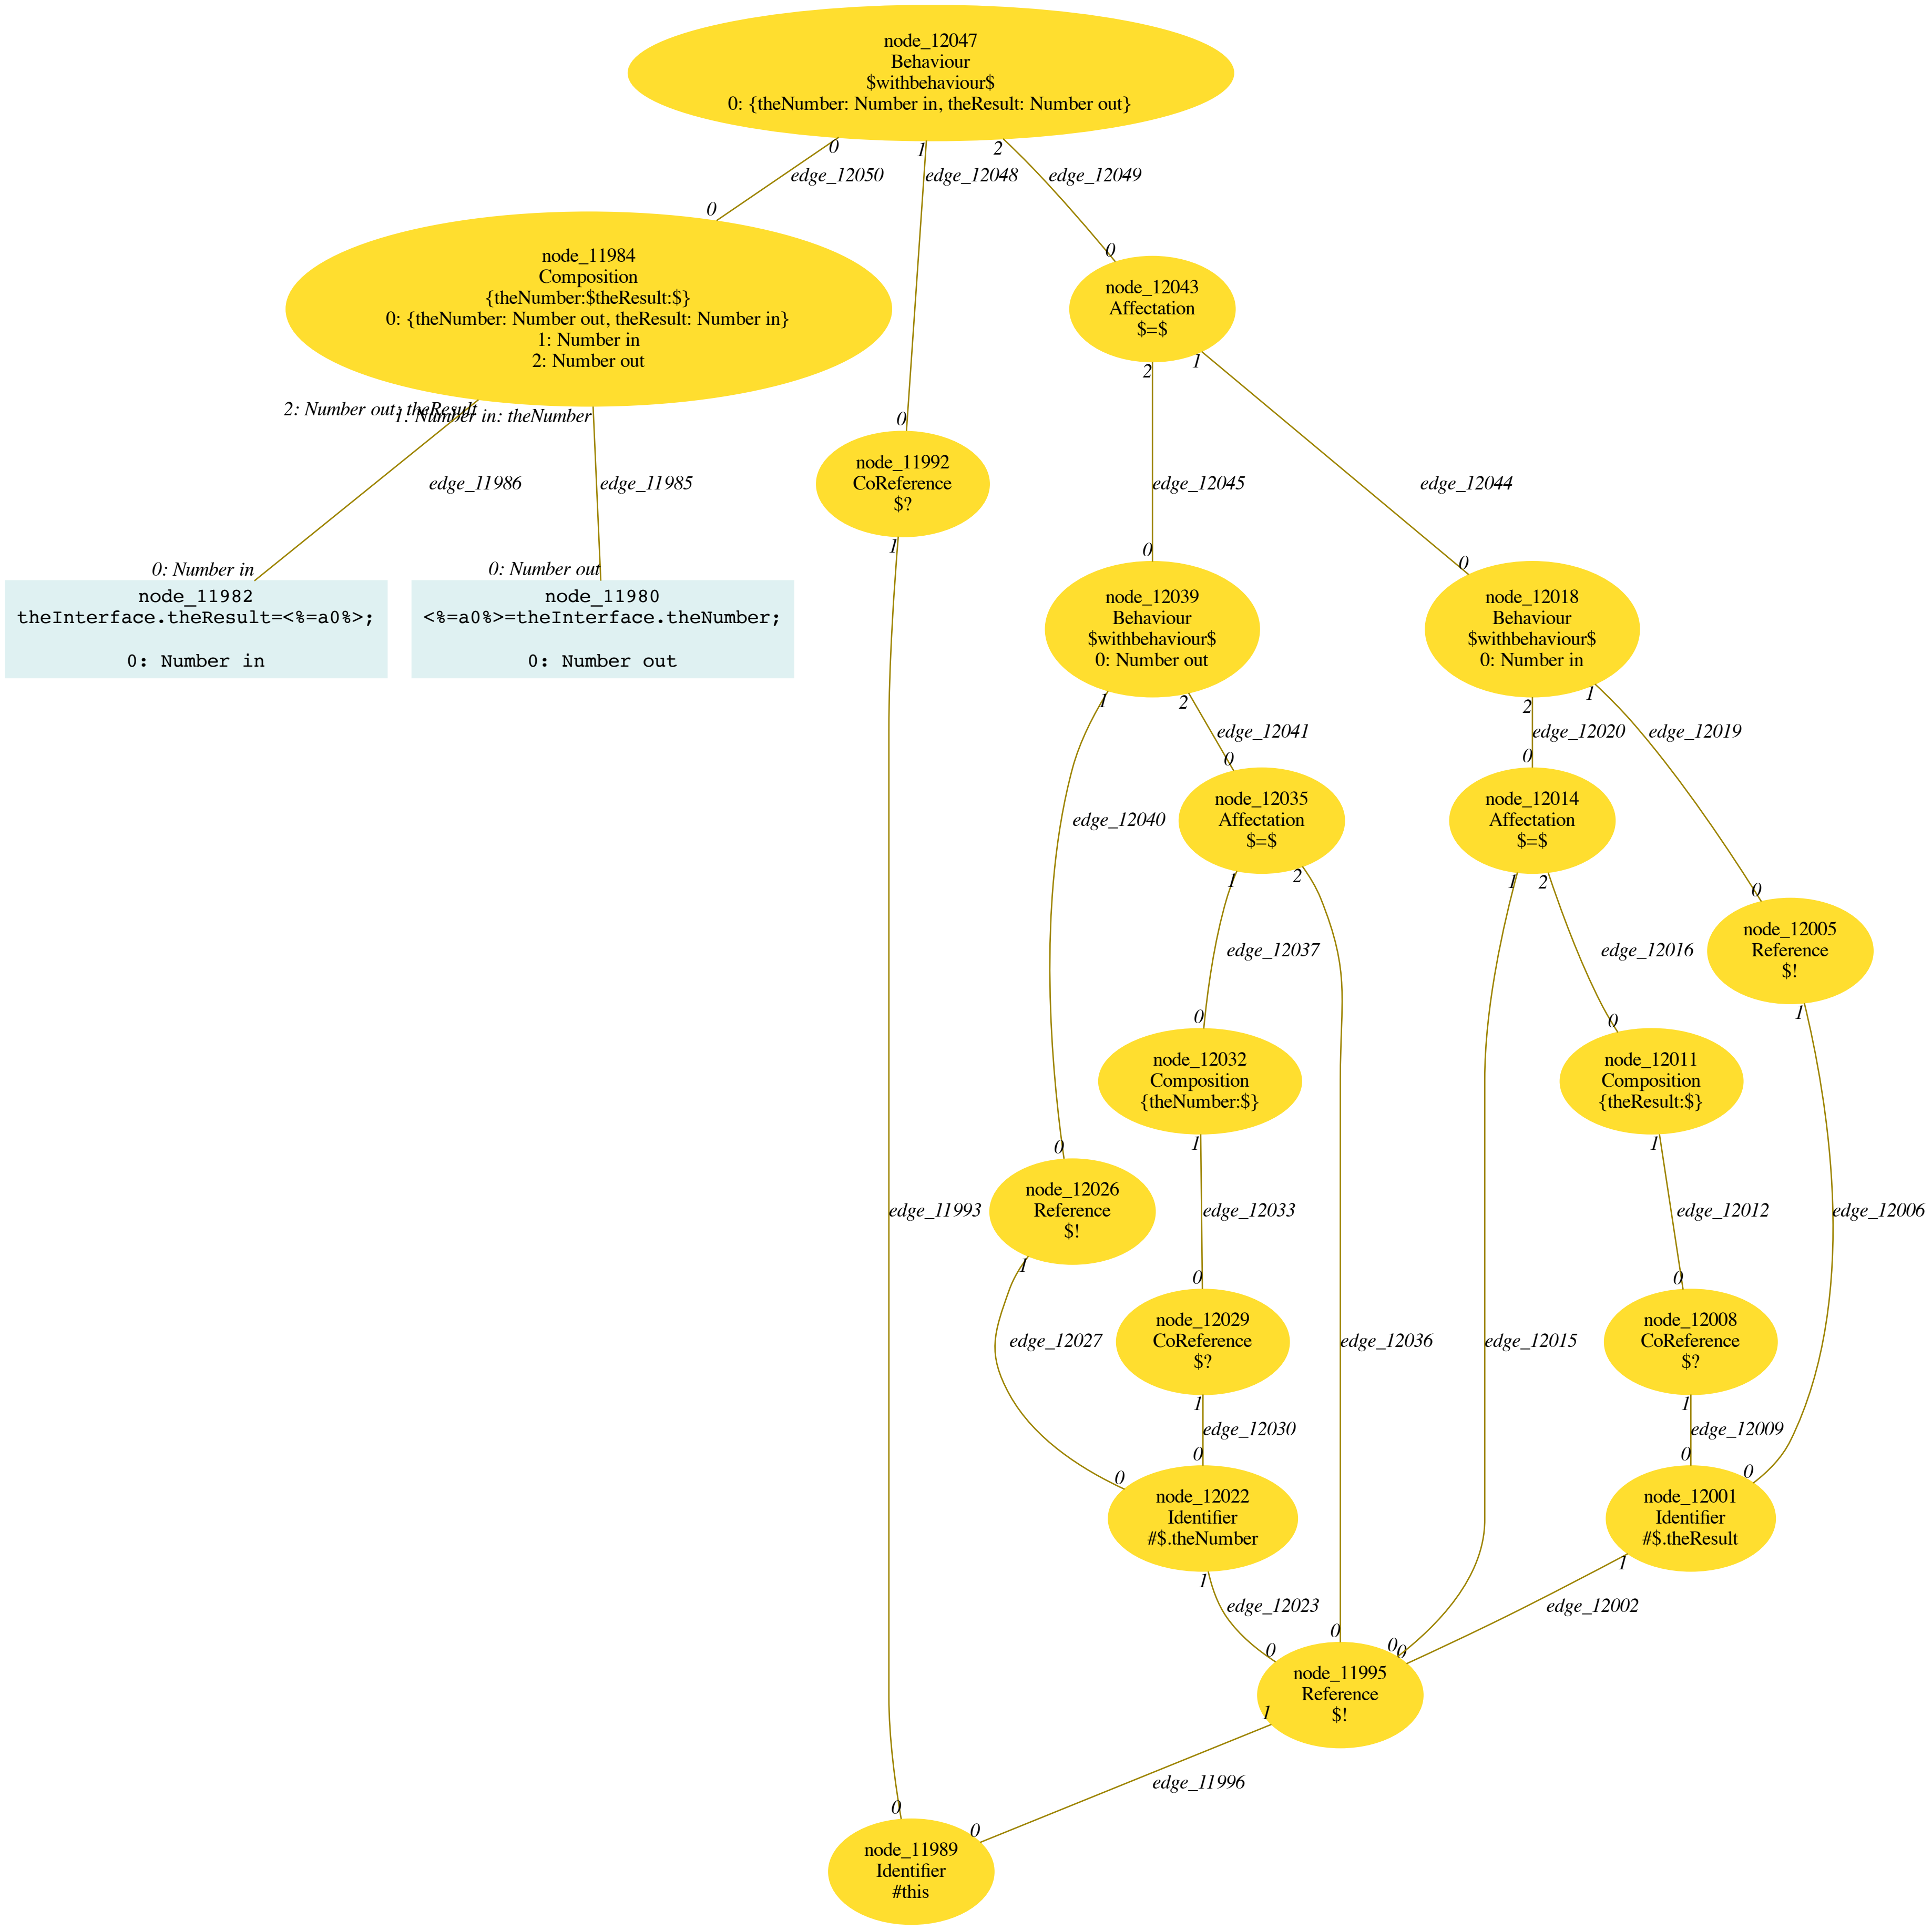 node_12047
Behaviour
$withbehaviour$
0: {theNumber: Number in, theResult: Number out}
0
1
2
edge_12050
edge_12048
edge_12049
0
0
node_11984
Composition
{theNumber:$theResult:$}
0: {theNumber: Number out, theResult: Number in}
1: Number in
2: Number out
node_12043
Affectation
$=$
2
1
2: Number out: theResult
1: Number in: theNumber
0
node_11992
CoReference
$?
edge_11986
edge_11985
edge_12045
edge_12044
1
0: Number in
0: Number out
0
0
node_11982
theInterface.theResult=<%=a0%>;
0: Number in
node_11980
<%=a0%>=theInterface.theNumber;
0: Number out
node_12039
Behaviour
$withbehaviour$
0: Number out
node_12018
Behaviour
$withbehaviour$
0: Number in
1
2
2
1
edge_12041
edge_12020
edge_12019
0
0
node_12035
Affectation
$=$
node_12014
Affectation
$=$
edge_12040
1
2
1
2
0
node_12005
Reference
$!
edge_12037
edge_12016
0
0
1
node_12032
Composition
{theNumber:$}
node_12011
Composition
{theResult:$}
1
1
0
node_12026
Reference
$!
edge_11993
edge_12033
edge_12012
edge_12006
1
0
0
node_12029
CoReference
$?
node_12008
CoReference
$?
edge_12027
edge_12036
edge_12015
1
1
edge_12030
edge_12009
0
0
0
0
node_12022
Identifier
#$.theNumber
node_12001
Identifier
#$.theResult
1
1
edge_12023
edge_12002
0
0
0
0
node_11995
Reference
$!
1
edge_11996
0
0
node_11989
Identifier
#this